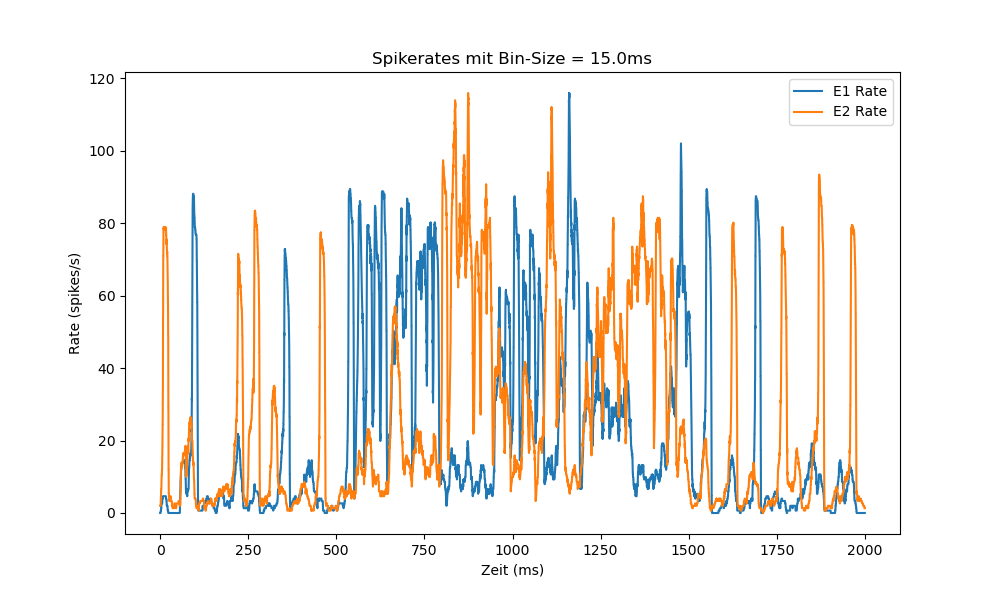 Spikerates mit Bin-Size = 15.0ms
120
100
80
60
40
20
0
Rate (spikes/s)
E1 Rate
E2 Rate
0 250 500 750 1000 1250 1500 1750 2000
Zeit (ms)